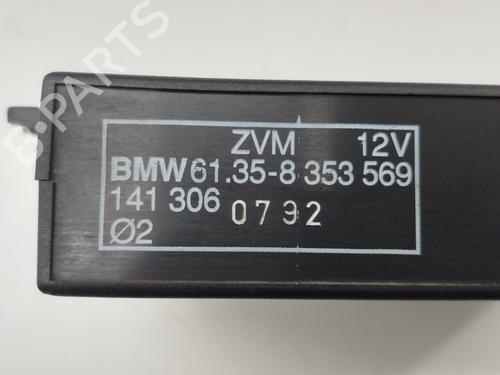 B-PARTS
ZVM 12V
BMW 61.35-8 353 569
141 306 0792
Ø2